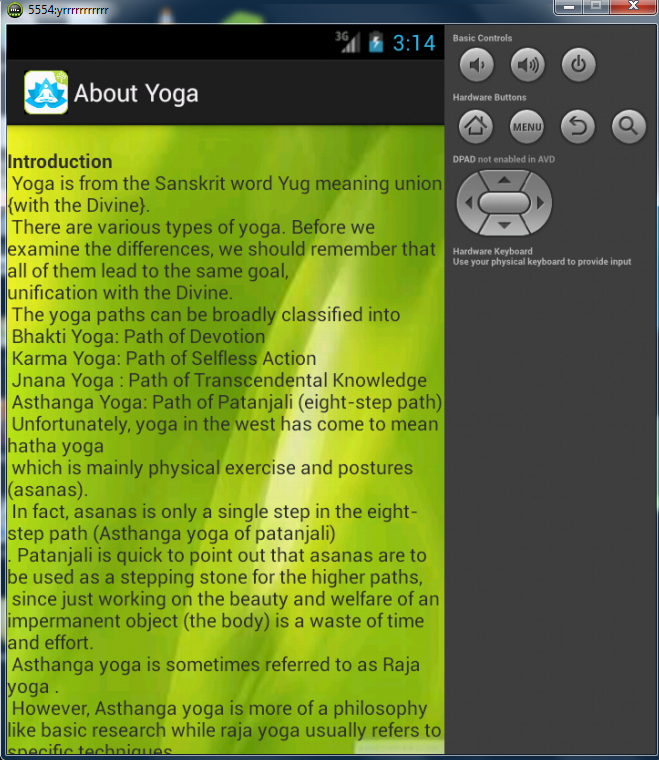 5554:yrrrrrrrrrrr
3G 3:14
About Yoga
Introduction
Yoga is from the Sanskrit word Yug meaning union
{with the Divine}.
There are various types of yoga. Before we
examine the differences, we should remember that
all of them lead to the same goal,
unification with the Divine.
The yoga paths can be broadly classified into
Bhakti Yoga: Path of Devotion
Karma Yoga: Path of Selfless Action
Jnana Yoga : Path of Transcendental Knowledge
Asthanga Yoga: Path of Patanjali (eight-step path)
Unfortunately, yoga in the west has come to mean
hatha yoga
which is mainly physical exercise and postures
(asanas).
In fact, asanas is only a single step in the eight-
step path (Asthanga yoga of patanjali)
. Patanjali is quick to point out that asanas are to
be used as a stepping stone for the higher paths,
since just working on the beauty and welfare of an
impermanent object (the body) is a waste of time
and effort.
Asthanga yoga is sometimes referred to as Raja
yoga .
However, Asthanga yoga is more of a philosophy
like basic research while raja yoga usually refers to
specific techniques
Basic Controls
Hardware Buttons
MENU
DPAD not enabled in AVD
Hardware Keyboard
Use your physical keyboard to provide input